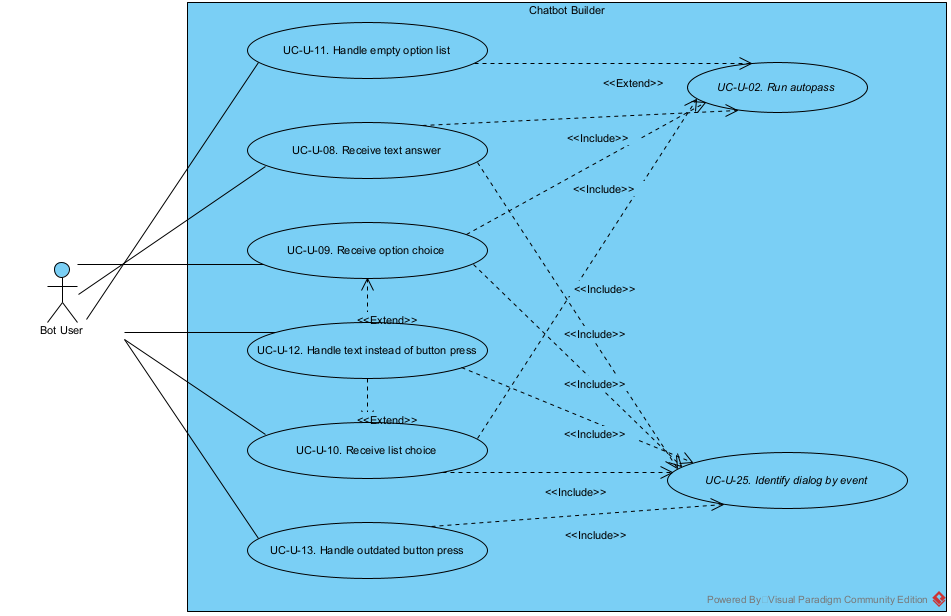 Chatbot Builder
UC-U-11. Handle empty option list
<<Extend>>
UC-U-02. Run autopass
<<Include>>
UC-U-08. Receive text answer
<<Include>>
UC-U-09. Receive option choice
<<Include>>
<<Extend>>
Bot User
<<Include>>
UC-U-12. Handle text instead of button press
<<Include>>
<<Extend>>
<<Include>>
UC-U-10. Receive list choice
UC-U-25. Identify dialog by event
<<Include>>
<<Include>>
UC-U-13. Handle outdated button press
Powered By Visual Paradigm Community Edition